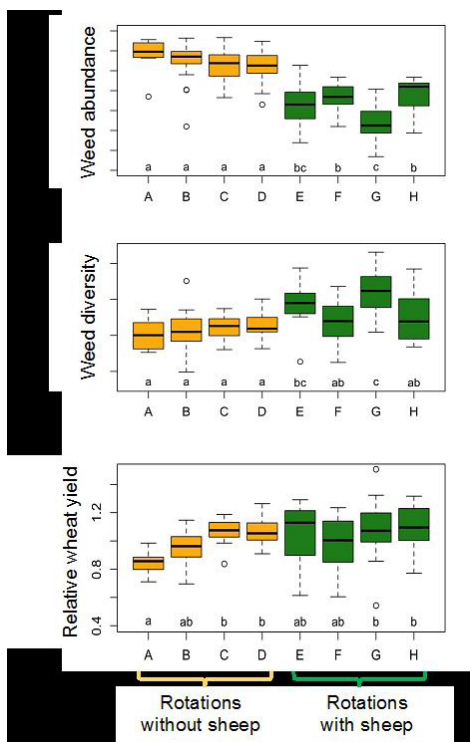 Weed abundance
a a a a bc b c b
A B C D E F G H
Weed diversity
a a a a bc ab c ab
A B C D E F G H
Relative wheat yield
1.2
0.8
0.4
a ab b b ab ab b b
A B C D E F G H
Rotations
without sheep
Rotations
with sheep